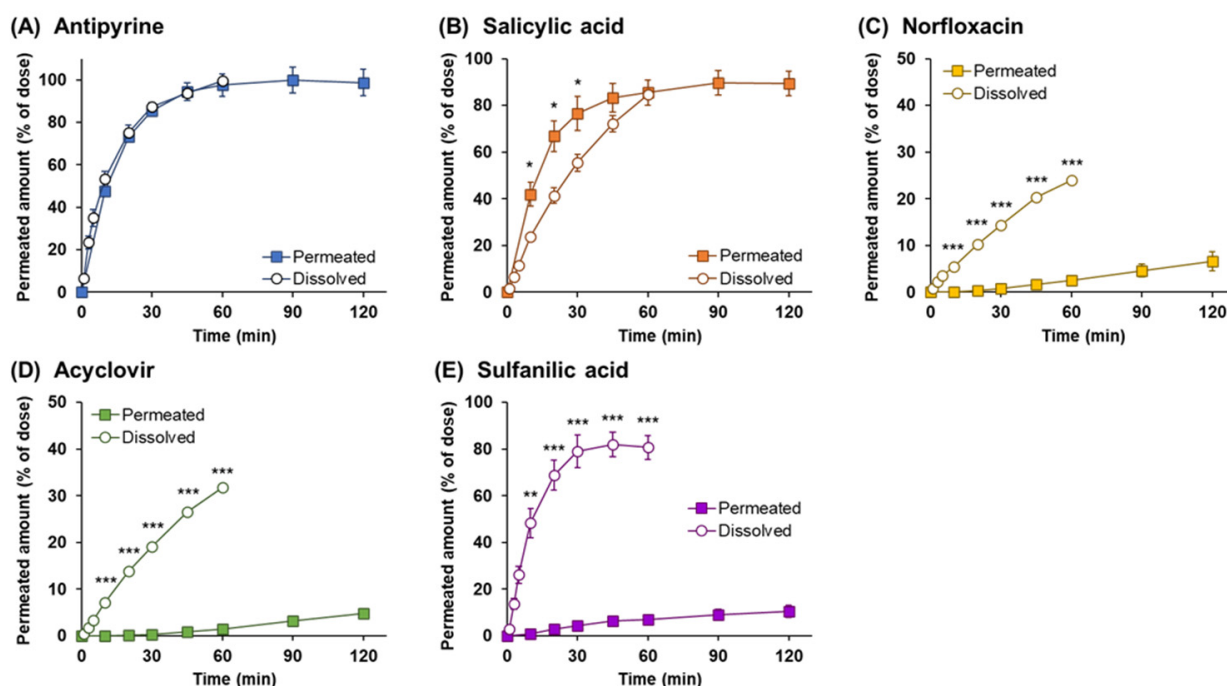 (A) Antipyrine
Permeated amount (% of dose)
100
80
60
40
20
0
Permeated
Dissolved
0 30 60 90 120
Time (min)
(B) Salicylic acid
Permeated amount (% of dose)
100
80
60
40
20
0
* * *
Permeated
Dissolved
0 30 60 90 120
Time (min)
(C) Norfloxacin
Permeated amount (% of dose)
50
40
30
20
10
0
Permeated
Dissolved
*** *** *** *** ***
0 30 60 90 120
Time (min)
(D) Acyclovir
Permeated amount (% of dose)
50
40
30
20
10
0
Permeated
Dissolved
*** *** *** *** ***
0 30 60 90 120
Time (min)
(E) Sulfanilic acid
Permeated amount (% of dose)
100
80
60
40
20
0
** *** *** *** ***
Permeated
Dissolved
0 30 60 90 120
Time (min)